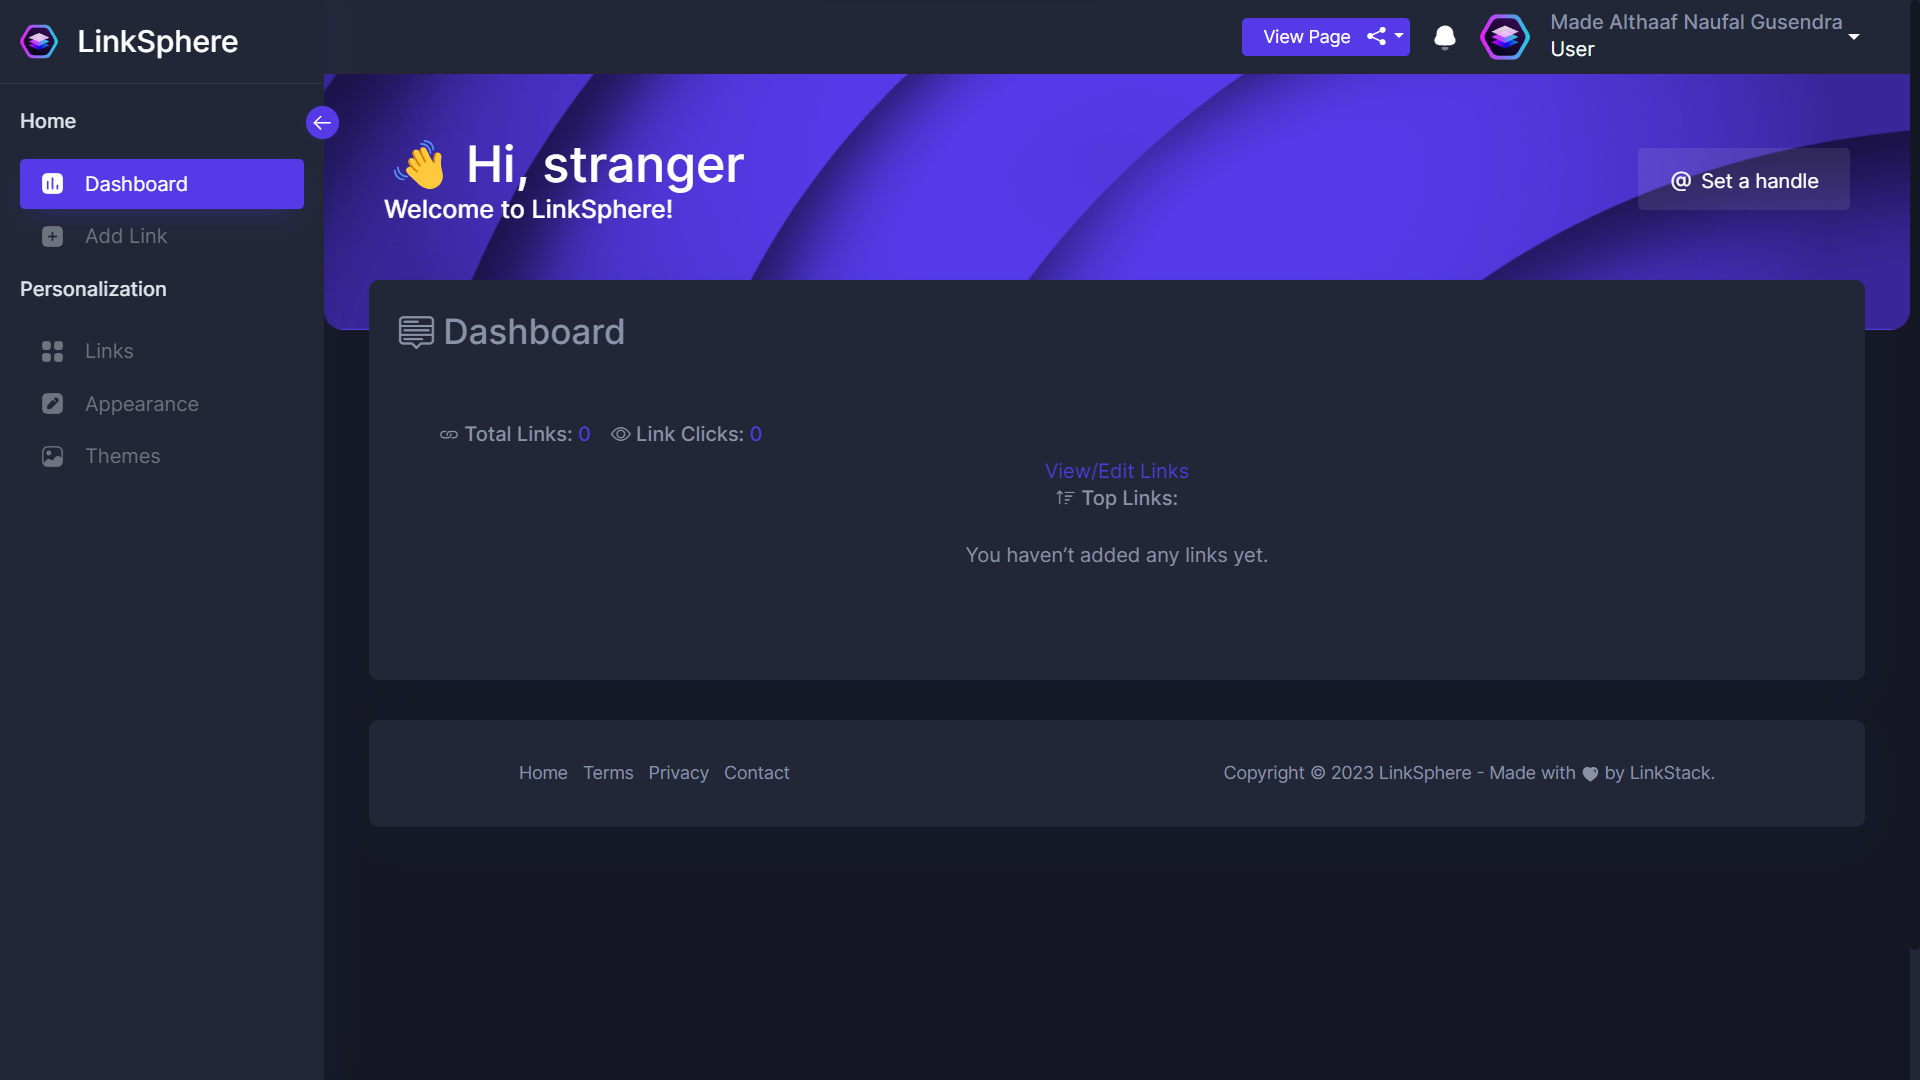 LinkSphere
View Page
Made Althaaf Naufal Gusendra
User
Home
Dashboard
Add Link
Personalization
Links
Appearance
Themes
Hi, stranger
Welcome to LinkSphere!
@ Set a handle
Dashboard
Total Links: 0 Link Clicks: 0
View/Edit Links
Top Links:
You haven’t added any links yet.
Home Terms Privacy Contact
Copyright © 2023 LinkSphere - Made with ♥ by LinkStack.